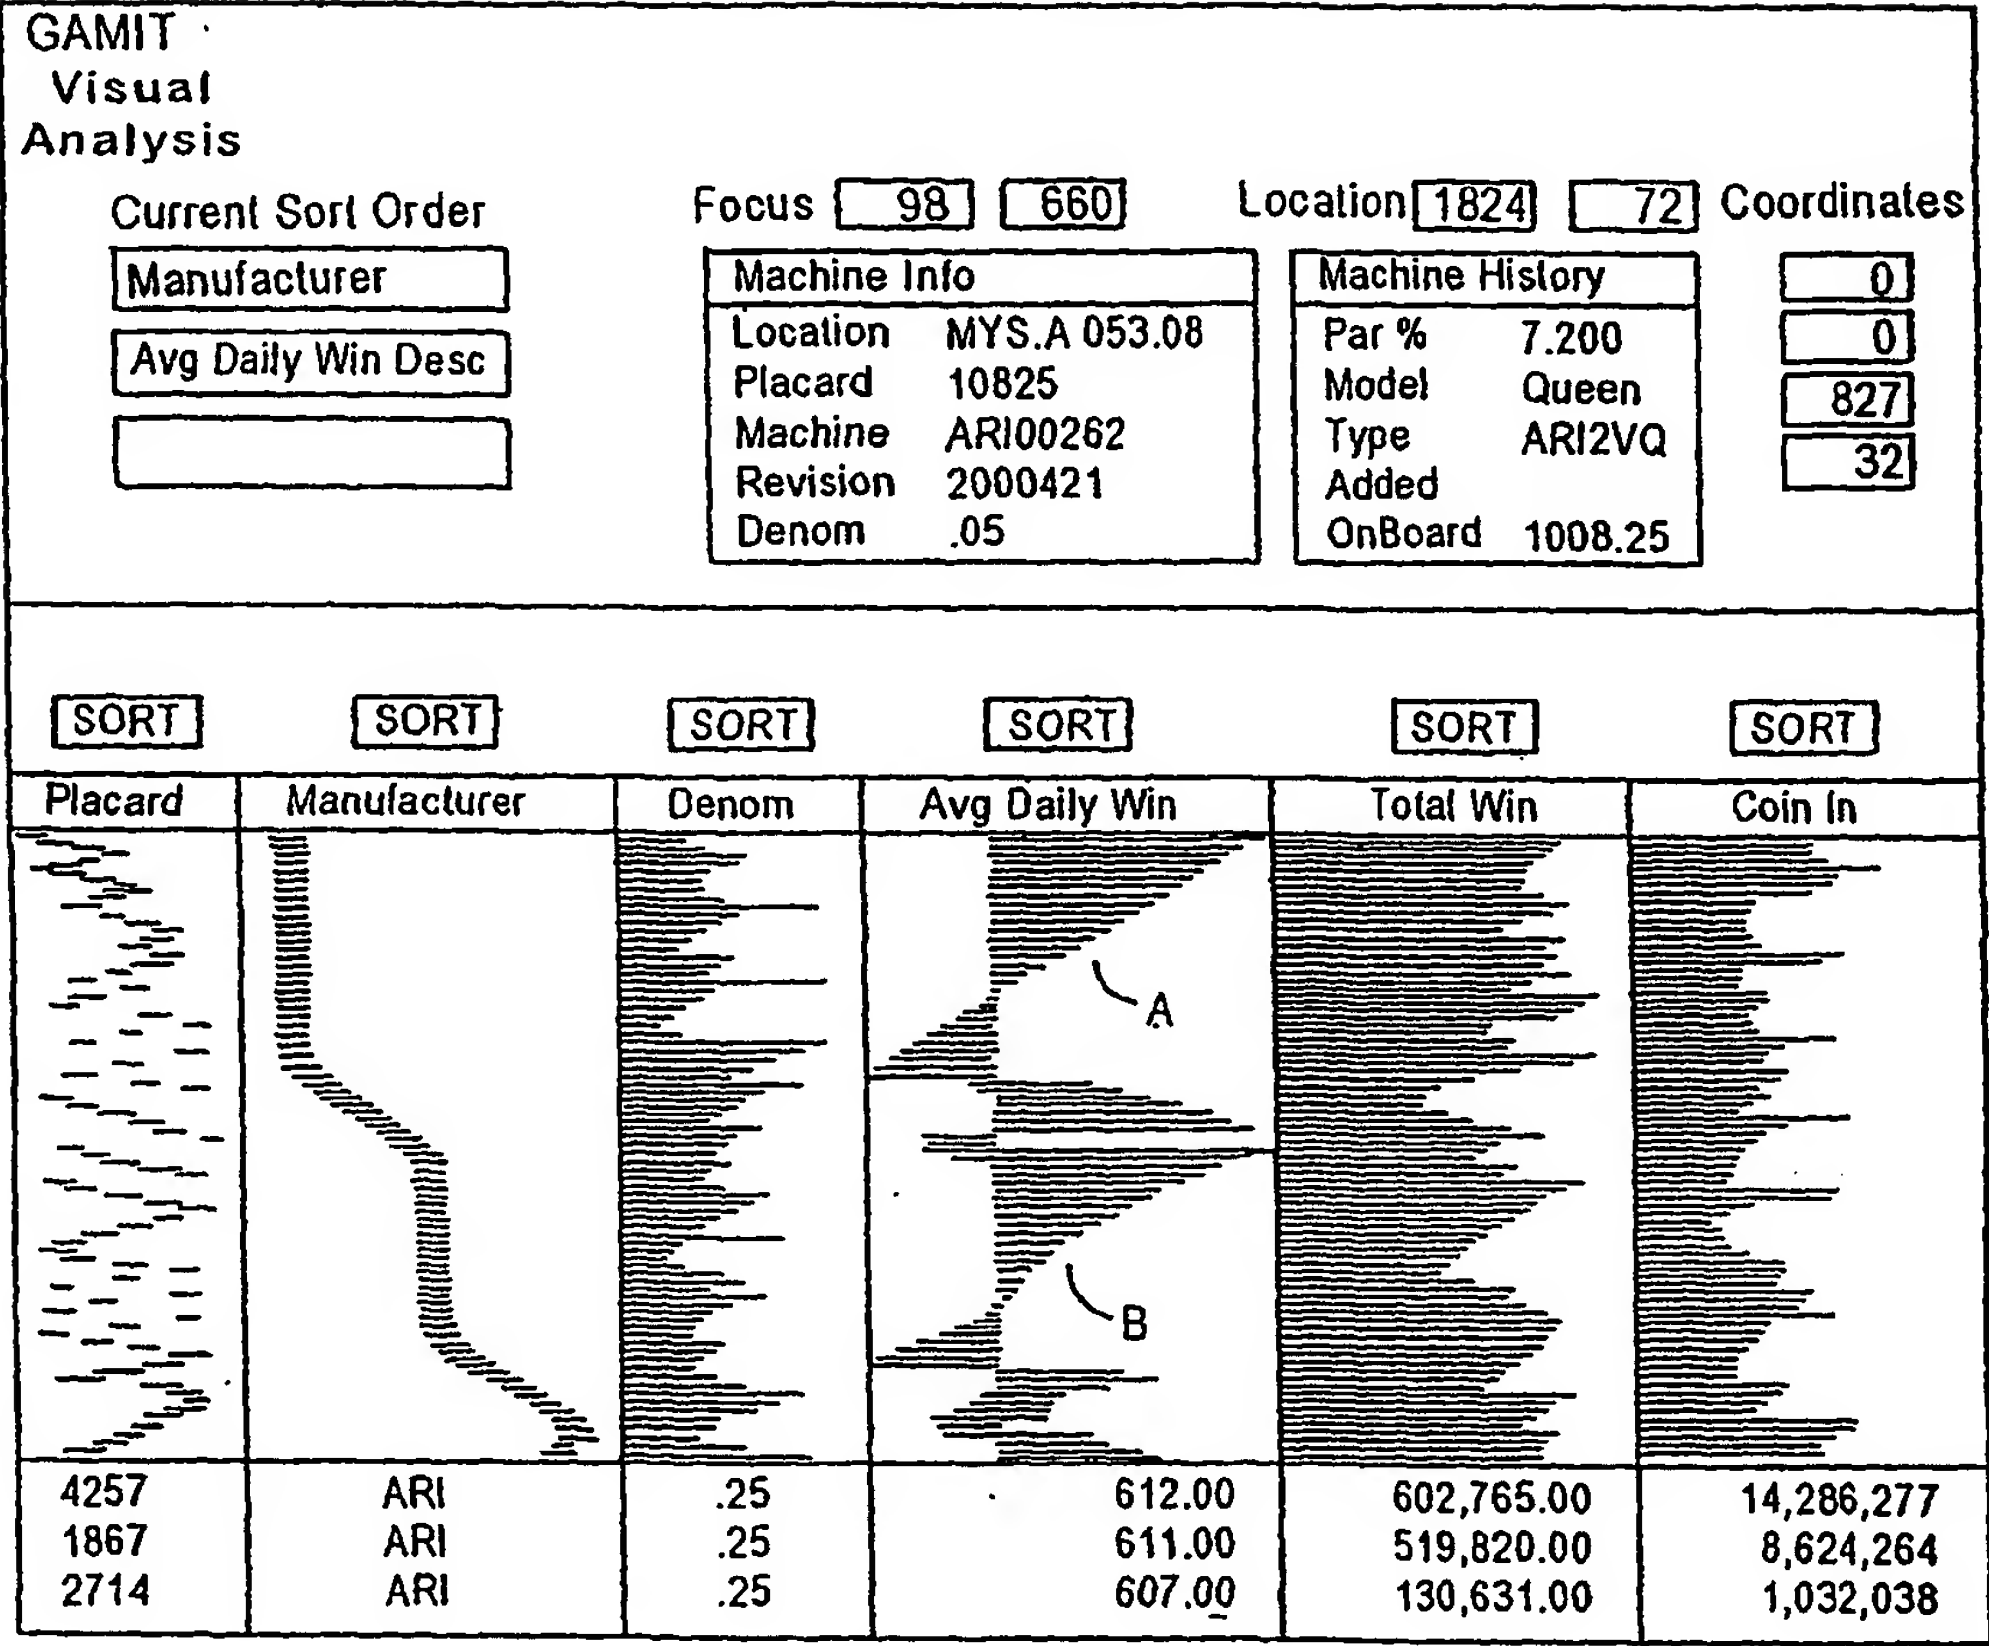 GAMIT
Visual
Analysis
Current Sort Order
Focus 98 660 Location 1824 72 Coordinates
Manufacturer
Avg Daily Win Desc
Machine Info
Location MYS.A 053.08
Placard 10825
Machine ARI00262
Revision 2000421
Denom .05
Machine History
Par % 7.200
Model Queen
Type ARI2VQ
Added
OnBoard 1008.25
0
0
827
32
SORT SORT SORT SORT SORT SORT
Placard Manufacturer Denom Avg Daily Win Total Win Coin In
A
B
4257 ARI .25 612.00 602,765.00 14,286,277
1867 ARI .25 611.00 519,820.00 8,624,264
2714 ARI .25 607.00 130,631.00 1,032,038